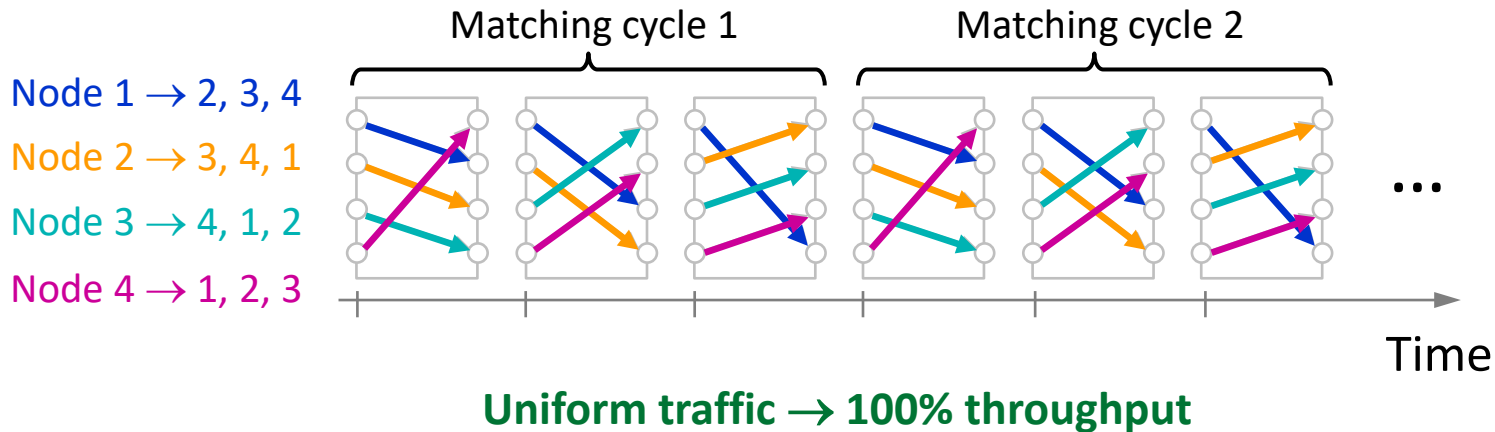 Matching cycle 1
Matching cycle 2
Node 1 → 2, 3, 4
Node 2 → 3, 4, 1
Node 3 → 4, 1, 2
Node 4 → 1, 2, 3
...
Time
Uniform traffic → 100% throughput